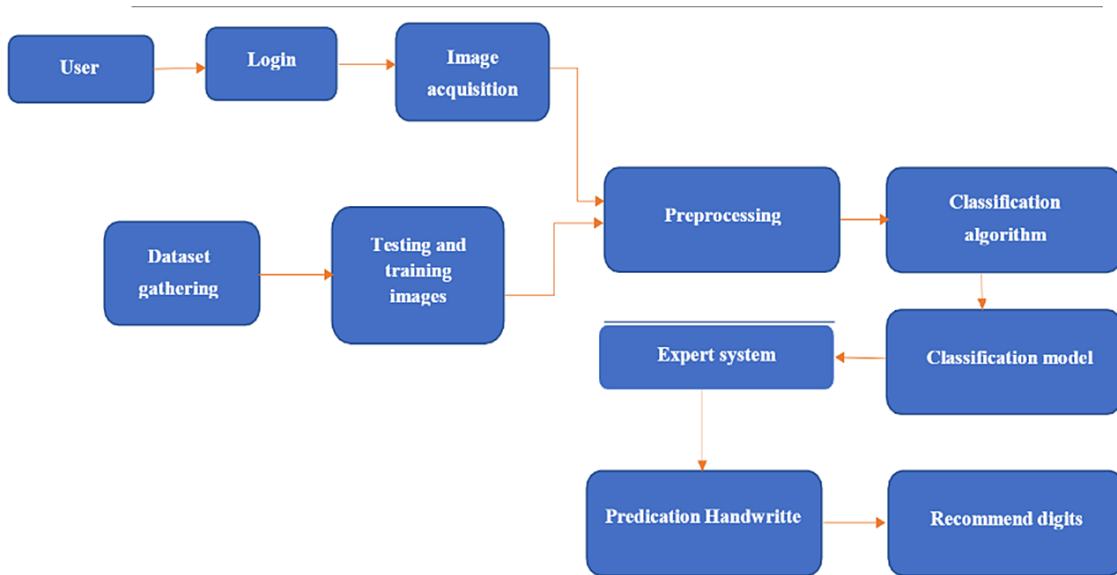 User
Login
Image
acquisition
Dataset
gathering
Testing and
training
images
Preprocessing
Classification
algorithm
Classification model
Expert system
Predication Handwritte
Recommend digits